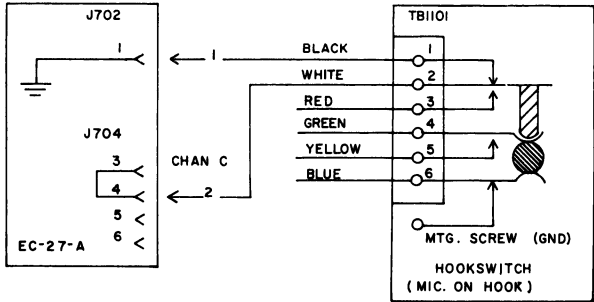 J702
TB1101
1
1
BLACK
1
WHITE
2
RED
3
J704
GREEN
4
3
CHAN C
YELLOW
5
4
2
BLUE
6
5
6
EC-27-A
MTG. SCREW (GND)
HOOKSWITCH
(MIC. ON HOOK)